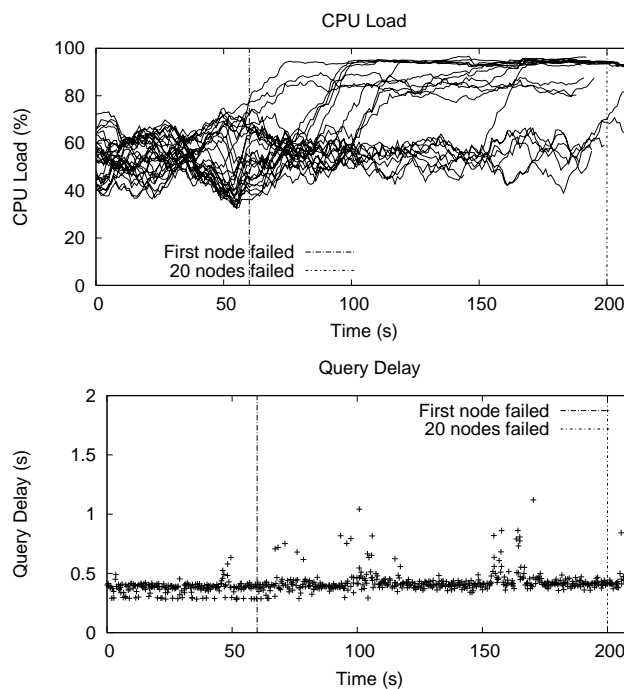 CPU Load
100
80
60
40
20
0
CPU Load (%)
First node failed
20 nodes failed
0 50 100 150 200
Time (s)
Query Delay
2
1.5
1
0.5
0
Query Delay (s)
First node failed
20 nodes failed
0 50 100 150 200
Time (s)